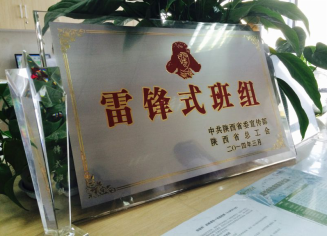 雷锋式班组
中共陕西省委宣传部
陕西省总工会
二〇一四年三月